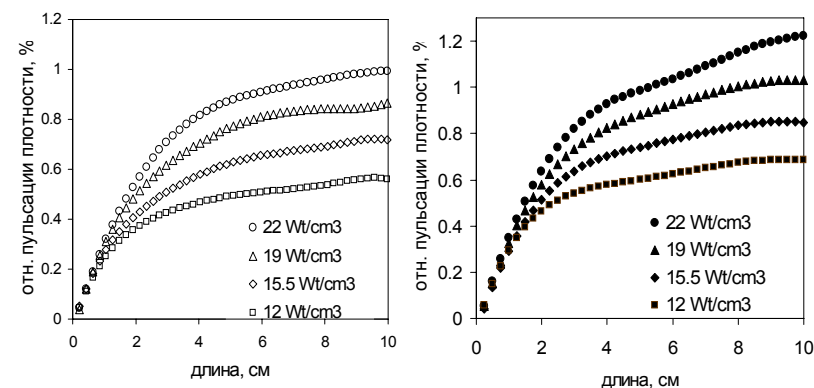 отн. пульсации плотности, %
1.2
1
0.8
0.6
0.4
0.2
0
0 2 4 6 8 10
длина, см
22 Wt/cm3
19 Wt/cm3
15.5 Wt/cm3
12 Wt/cm3
отн. пульсации плотности,
1.2
1
0.8
0.6
0.4
0.2
0
0 2 4 6 8 10
длина, см
22 Wt/cm3
19 Wt/cm3
15.5 Wt/cm3
12 Wt/cm3